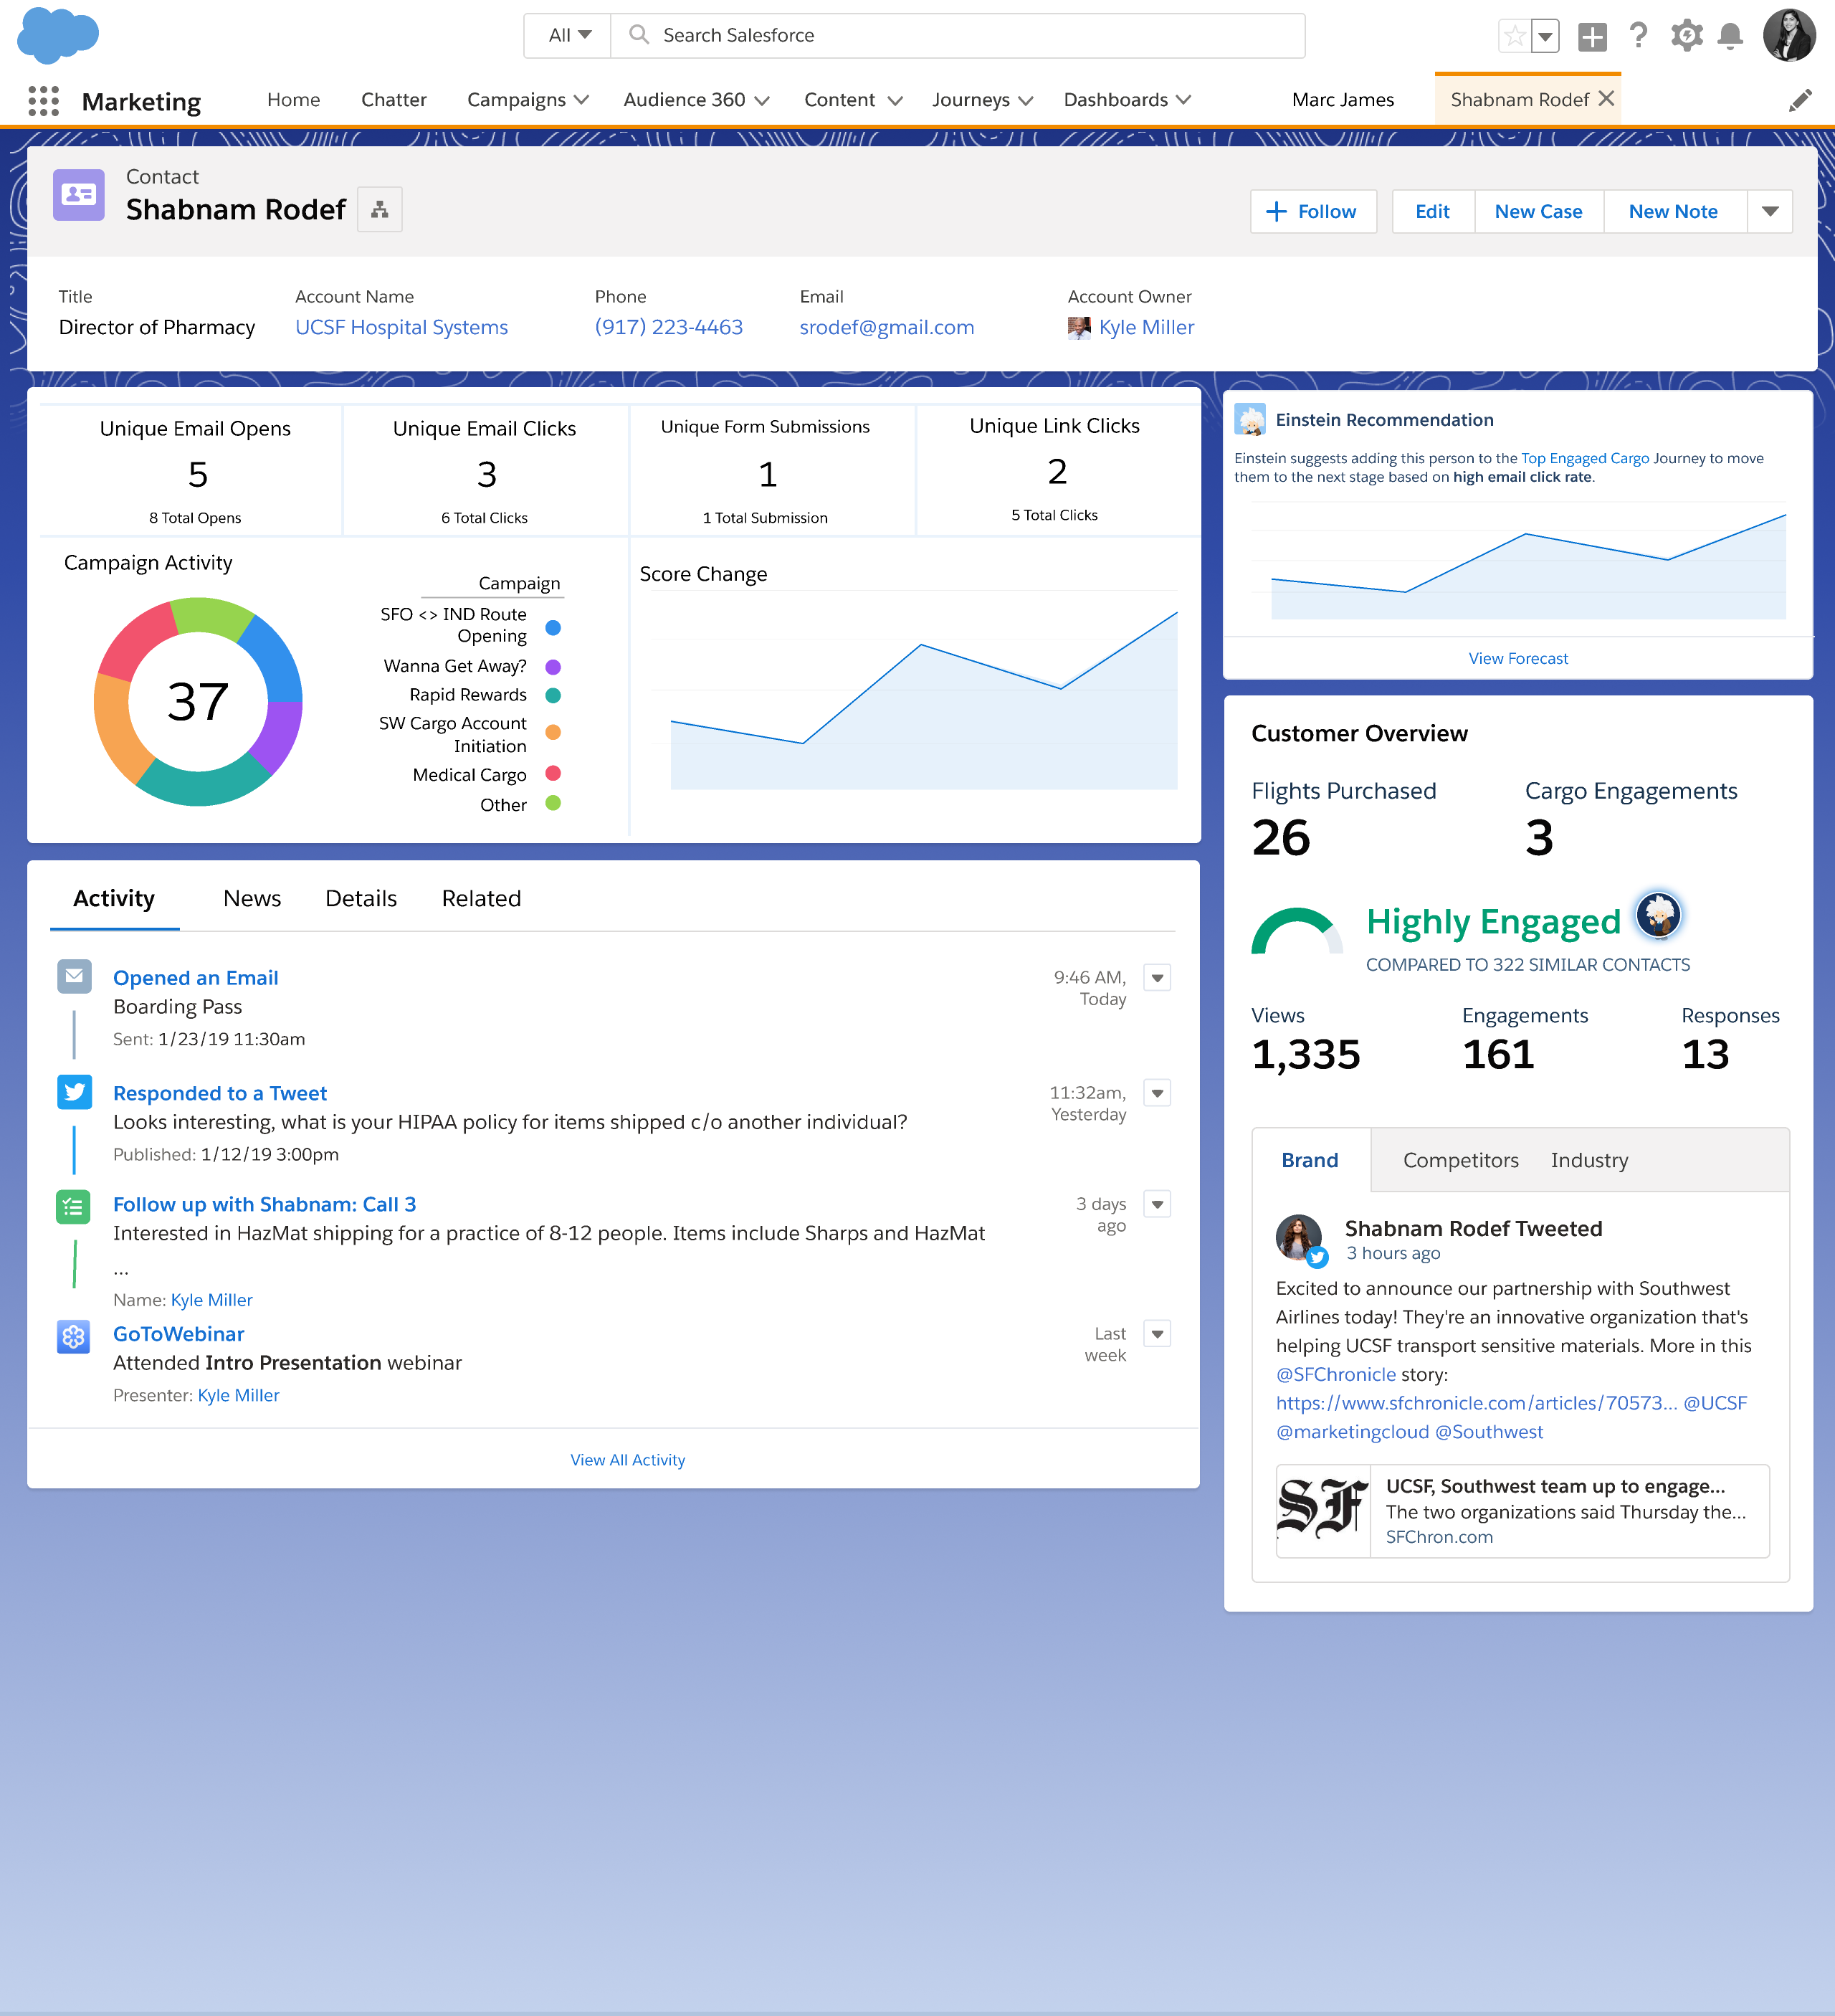 All
Search Salesforce
Marketing
Home
Chatter
Campaigns
Audience 360
Content
Journeys
Dashboards
Marc James
Shabnam Rodef
Contact
Shabnam Rodef
Follow
Edit
New Case
New Note
Title
Director of Pharmacy
Account Name
UCSF Hospital Systems
Phone
(917) 223-4463
Email
srodef@gmail.com
Account Owner
Kyle Miller
Unique Email Opens
5
8 Total Opens
Unique Email Clicks
3
6 Total Clicks
Unique Form Submissions
1
1 Total Submission
Unique Link Clicks
2
5 Total Clicks
Campaign Activity
37
Campaign
SFO <> IND Route
Opening
Wanna Get Away?
Rapid Rewards
SW Cargo Account
Initiation
Medical Cargo
Other
Score Change
Einstein Recommendation
Einstein suggests adding this person to the Top Engaged Cargo Journey to move
them to the next stage based on high email click rate.
View Forecast
Activity
News
Details
Related
Opened an Email
Boarding Pass
Sent: 1/23/19 11:30am
9:46 AM,
Today
Responded to a Tweet
Looks interesting, what is your HIPAA policy for items shipped c/o another individual?
Published: 1/12/19 3:00pm
11:32am,
Yesterday
Follow up with Shabnam: Call 3
Interested in HazMat shipping for a practice of 8-12 people. Items include Sharps and HazMat
...
Name: Kyle Miller
3 days
ago
GoToWebinar
Attended Intro Presentation webinar
Presenter: Kyle Miller
Last
week
View All Activity
Customer Overview
Flights Purchased
26
Cargo Engagements
3
Highly Engaged
COMPARED TO 322 SIMILAR CONTACTS
Views
1,335
Engagements
161
Responses
13
Brand
Competitors
Industry
Shabnam Rodef Tweeted
3 hours ago
Excited to announce our partnership with Southwest
Airlines today! They're an innovative organization that's
helping UCSF transport sensitive materials. More in this
@SFChronicle story:
https://www.sfchronicle.com/articles/70573... @UCSF
@marketingcloud @Southwest
SF
UCSF, Southwest team up to engage...
The two organizations said Thursday the...
SFChron.com